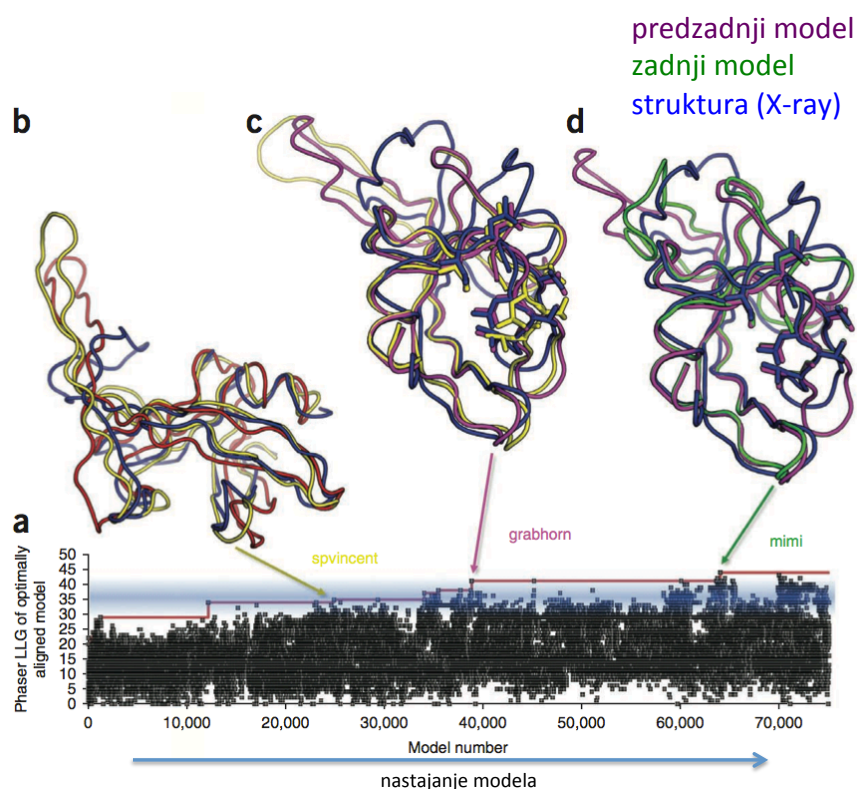 predzadnji model
zadnji model
struktura (X-ray)
b
c
d
a
spvincent
grabhorn
mimi
Phaser LLG of optimally
aligned model
50
45
40
35
30
25
20
15
10
5
0
0
10,000
20,000
30,000
40,000
50,000
60,000
70,000
Model number
nastajanje modela